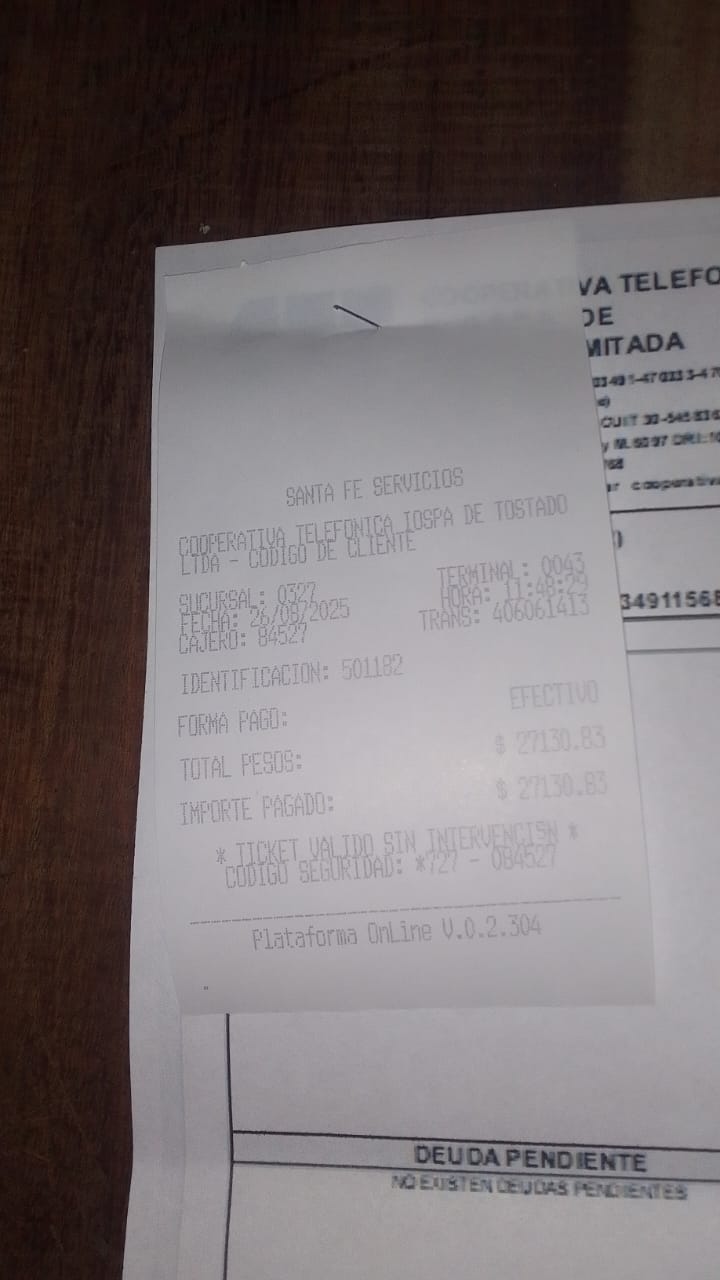 VA TELEFO
DE
MITADA
CUIT
SANTA FE SERVICIOS
COOPERATIVA TELEFONICA IOSPA DE TOSTADO
LTDA - CODIGO DE CLIENTE
SUCURSAL: 0327 TERMINAL: 0043
FECHA: 26/08/2025 HORA: 11:48:29
CAJERO: 84527 TRANS: 406061413
IDENTIFICACION: 501182
FORMA PAGO: EFECTIVO
TOTAL PESOS: $ 27130.83
IMPORTE PAGADO: $ 27130.83
* TICKET VALIDO SIN INTERVENCISN *
CODIGO SEGURIDAD: *727 - 084527
Plataforma OnLine V.0.2.304
3491156
DEUDA PENDIENTE
NO EXISTEN DEUDAS PENDIENTES